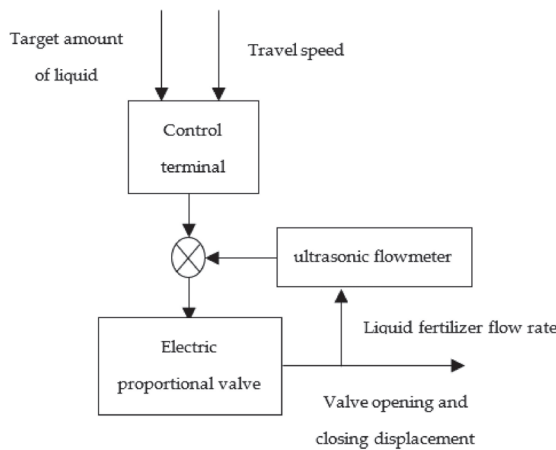 Target amount
of liquid
Travel speed
Control
terminal
ultrasonic flowmeter
Liquid fertilizer flow rate
Electric
proportional valve
Valve opening and
closing displacement